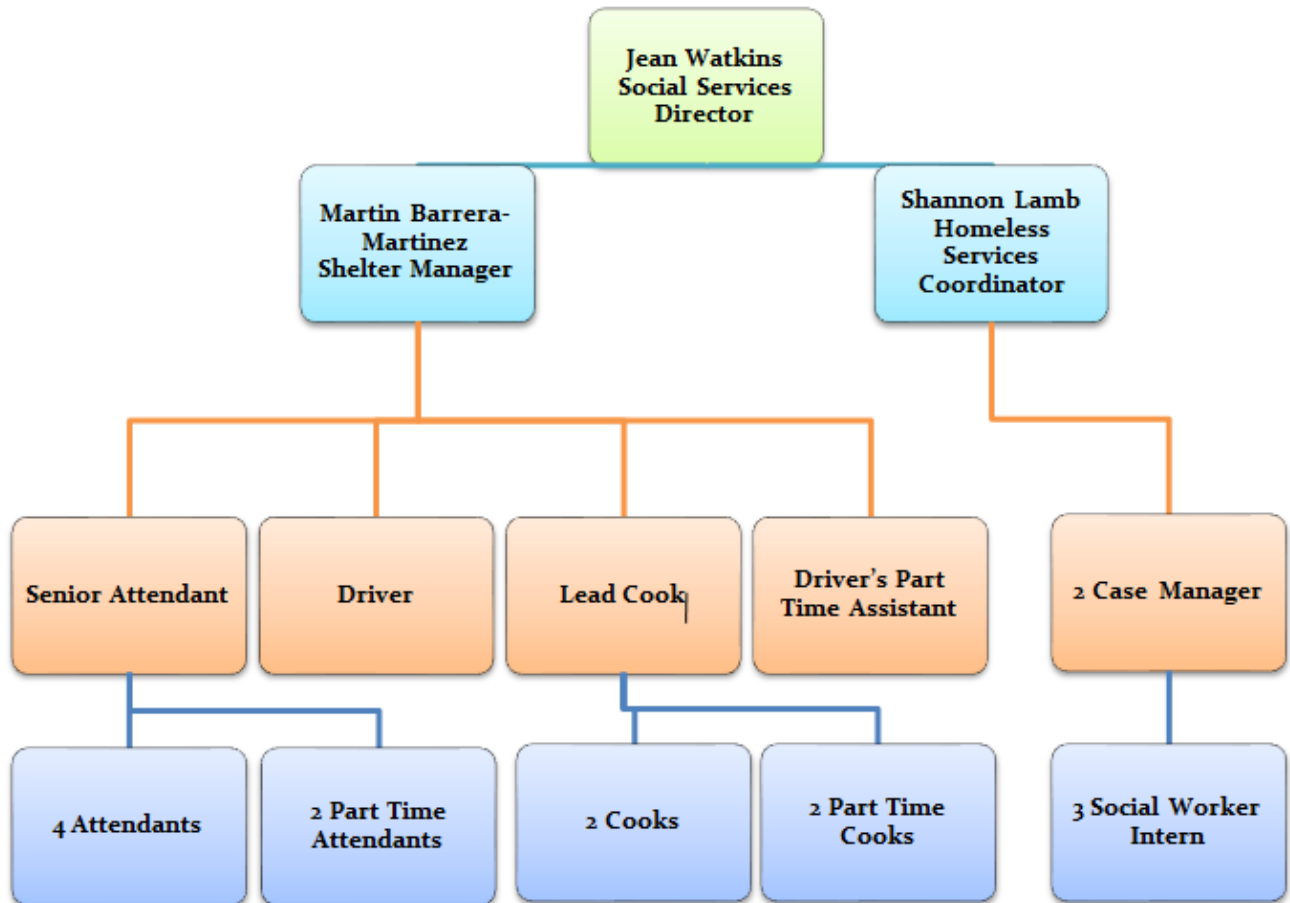 Jean Watkins
Social Services
Director
Martin Barrera-
Martinez
Shelter Manager
Shannon Lamb
Homeless
Services
Coordinator
Senior Attendant
Driver
Lead Cook
Driver’s Part
Time Assistant
2 Case Manager
4 Attendants
2 Part Time
Attendants
2 Cooks
2 Part Time
Cooks
3 Social Worker
Intern